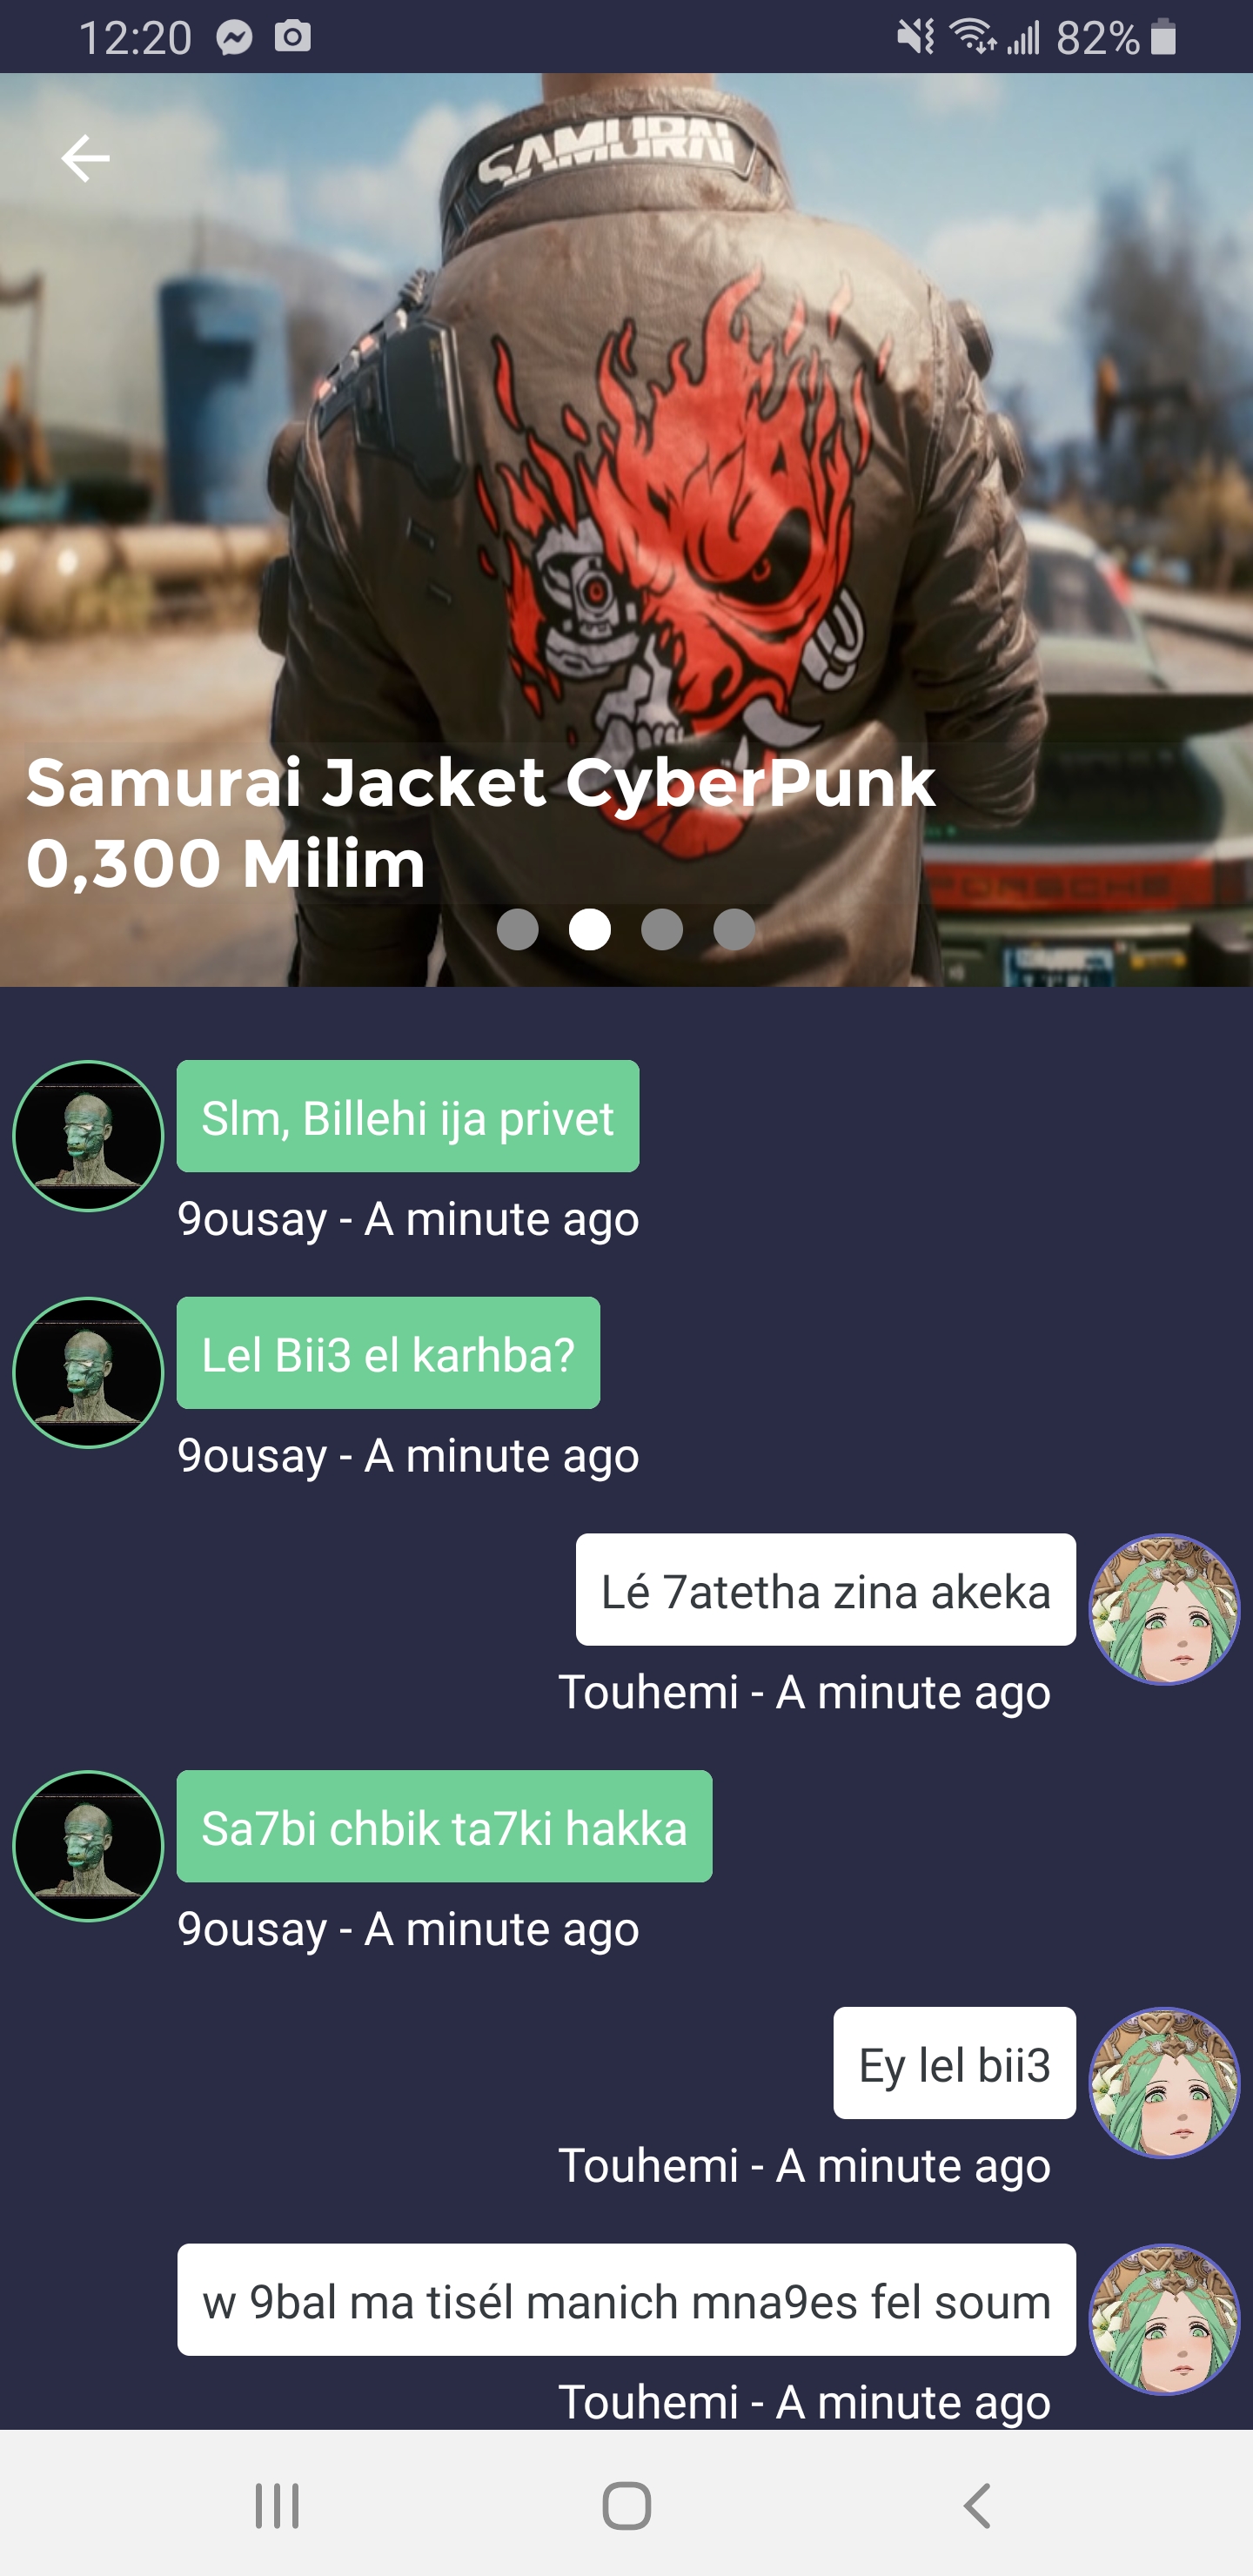 12:20
82%
SAMURAI
Samurai Jacket CyberPunk
0,300 Milim
PORSCHE
Slm, Billehi ija privet
9ousay - A minute ago
Lel Bii3 el karhba?
9ousay - A minute ago
Lé 7atetha zina akeka
Touhemi - A minute ago
Sa7bi chbik ta7ki hakka
9ousay - A minute ago
Ey lel bii3
Touhemi - A minute ago
w 9bal ma tisél manich mna9es fel soum
Touhemi - A minute ago